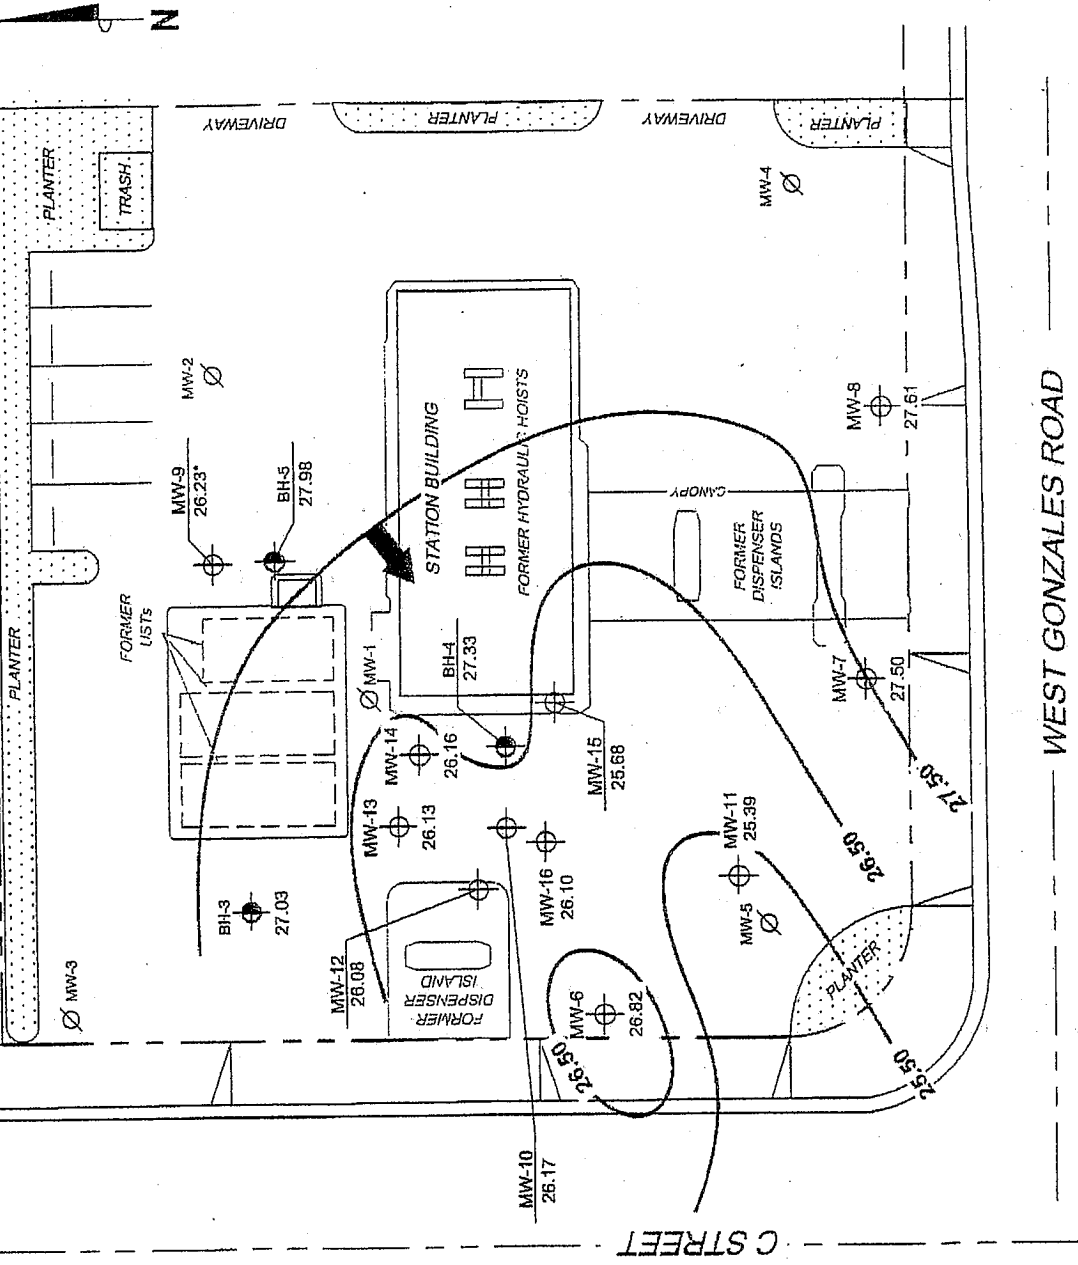 N
PLANTER
TRASH
DRIVEWAY
PLANTER
DRIVEWAY
PLANTER
MW-4
MW-2
MW-9
26.23*
BH-5
27.98
PLANTER
FORMER
USTs
STATION BUILDING
FORMER HYDRAULIC HOISTS
CANOPY
FORMER
DISPENSER
ISLANDS
MW-8
27.61
MW-1
BH-4
27.33
MW-14
26.16
MW-15
25.68
MW-7
27.50
MW-13
26.13
MW-16
26.10
MW-11
25.39
MW-5
BH-3
27.03
MW-12
26.08
FORMER
DISPENSER
ISLAND
MW-3
MW-6
26.82
26.50
26.50
27.50
25.50
PLANTER
MW-10
26.17
C STREET
WEST GONZALES ROAD